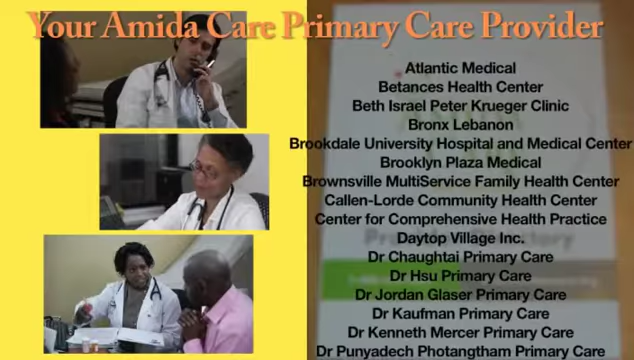 Your Amida Care Primary Care Provider
Atlantic Medical
Betances Health Center
Beth Israel Peter Krueger Clinic
Bronx Lebanon
Brookdale University Hospital and Medical Center
Brooklyn Plaza Medical
Brownsville MultiService Family Health Center
Callen-Lorde Community Health Center
Center for Comprehensive Health Practice
Daytop Village Inc.
Dr Chaughtai Primary Care
Dr Hsu Primary Care
Dr Jordan Glaser Primary Care
Dr Kaufman Primary Care
Dr Kenneth Mercer Primary Care
Dr Punyadech Photangtham Primary Care